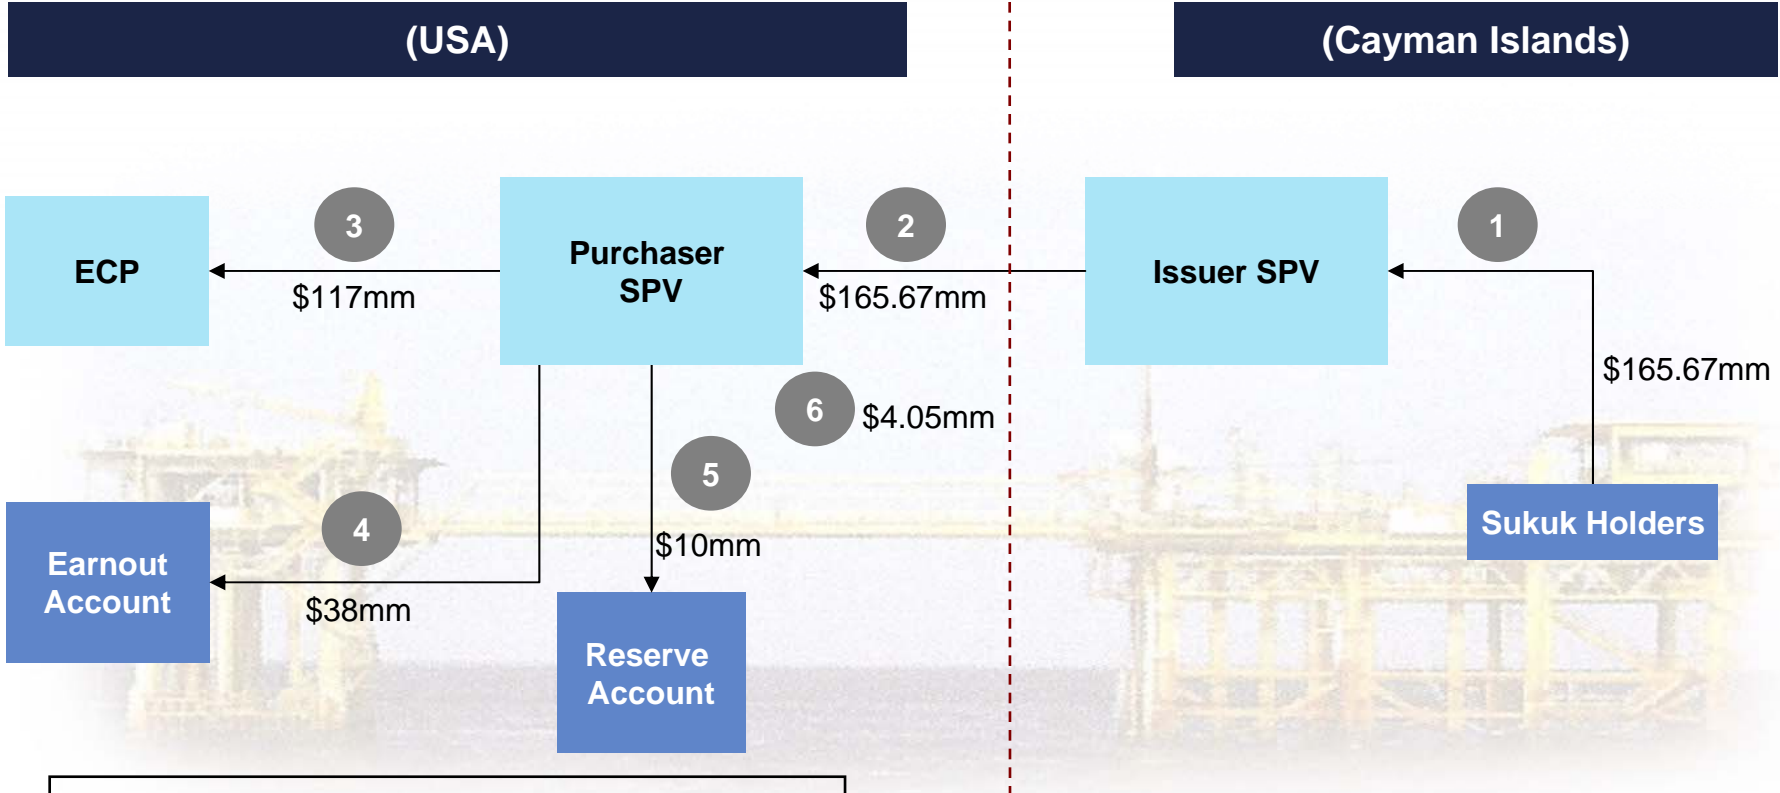 (USA)
(Cayman Islands)
3
2
1
ECP
Purchaser
SPV
Issuer SPV
$117mm
$165.67mm
$165.67mm
6
$4.05mm
5
4
$10mm
Sukuk Holders
Earnout
Account
$38mm
Reserve
Account